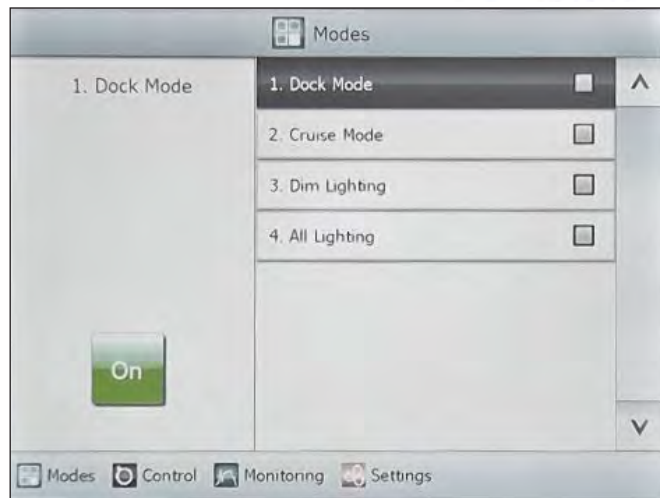 Modes
1. Dock Mode
1. Dock Mode
2. Cruise Mode
3. Dim Lighting
4. All Lighting
On
Modes Control Monitoring Settings